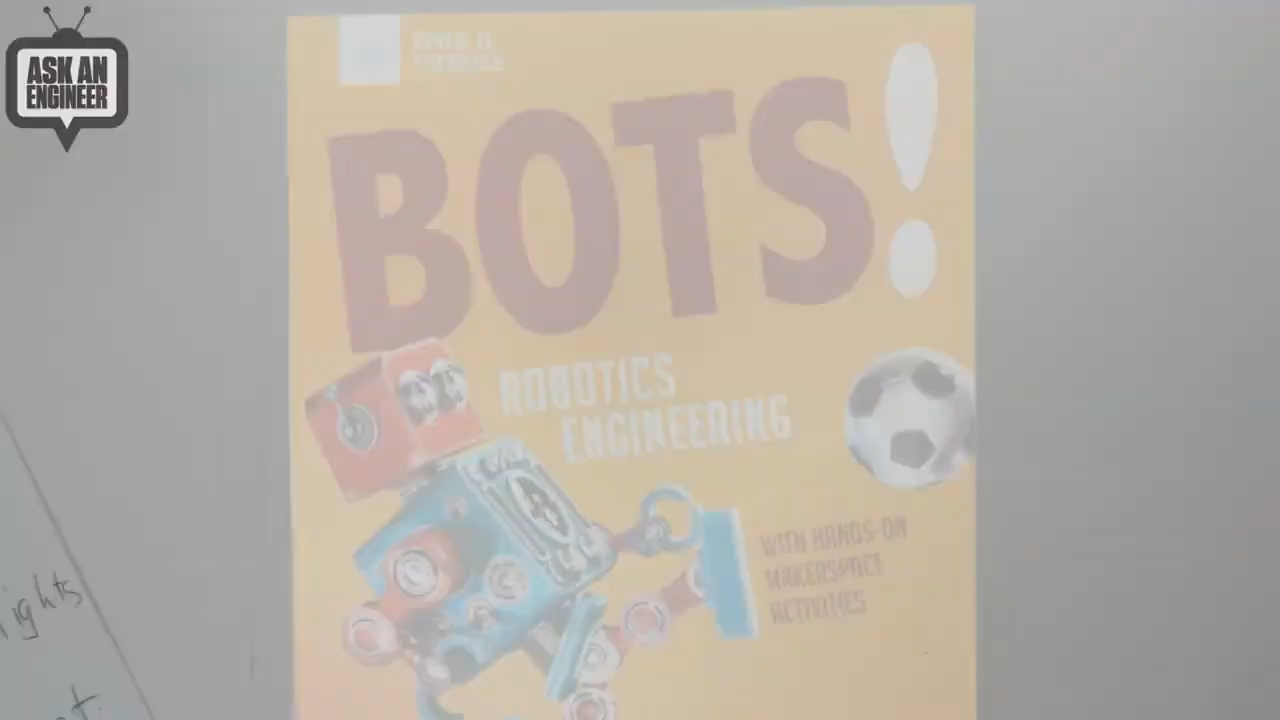 ASK AN
ENGINEER
BOTS!
ROBOTICS
ENGINEERING
WITH HANDS-ON
MAKERSPACE
ACTIVITIES
ights